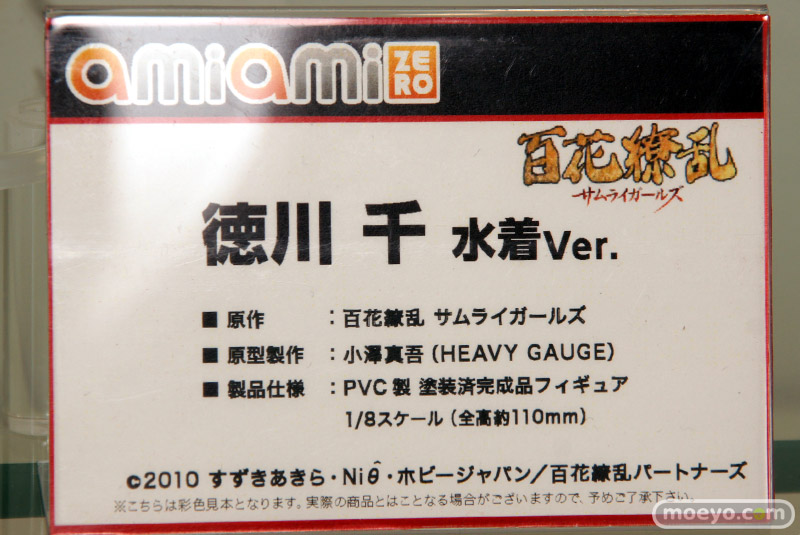 amiami ZERO
百花繚乱
サムライガールズ
徳川 千 水着Ver.
■ 原作 ：百花繚乱 サムライガールズ
■ 原型製作 ：小澤真吾（HEAVY GAUGE）
■ 製品仕様 ：PVC製 塗装済完成品フィギュア
1/8スケール（全高約110mm）
©2010 すずきあきら・Niθ̂・ホビージャパン／百花繚乱パートナーズ
※こちらは彩色見本となります。実際の商品とはことなる場合がございますので、予めご了承下さい。
moeyo.com